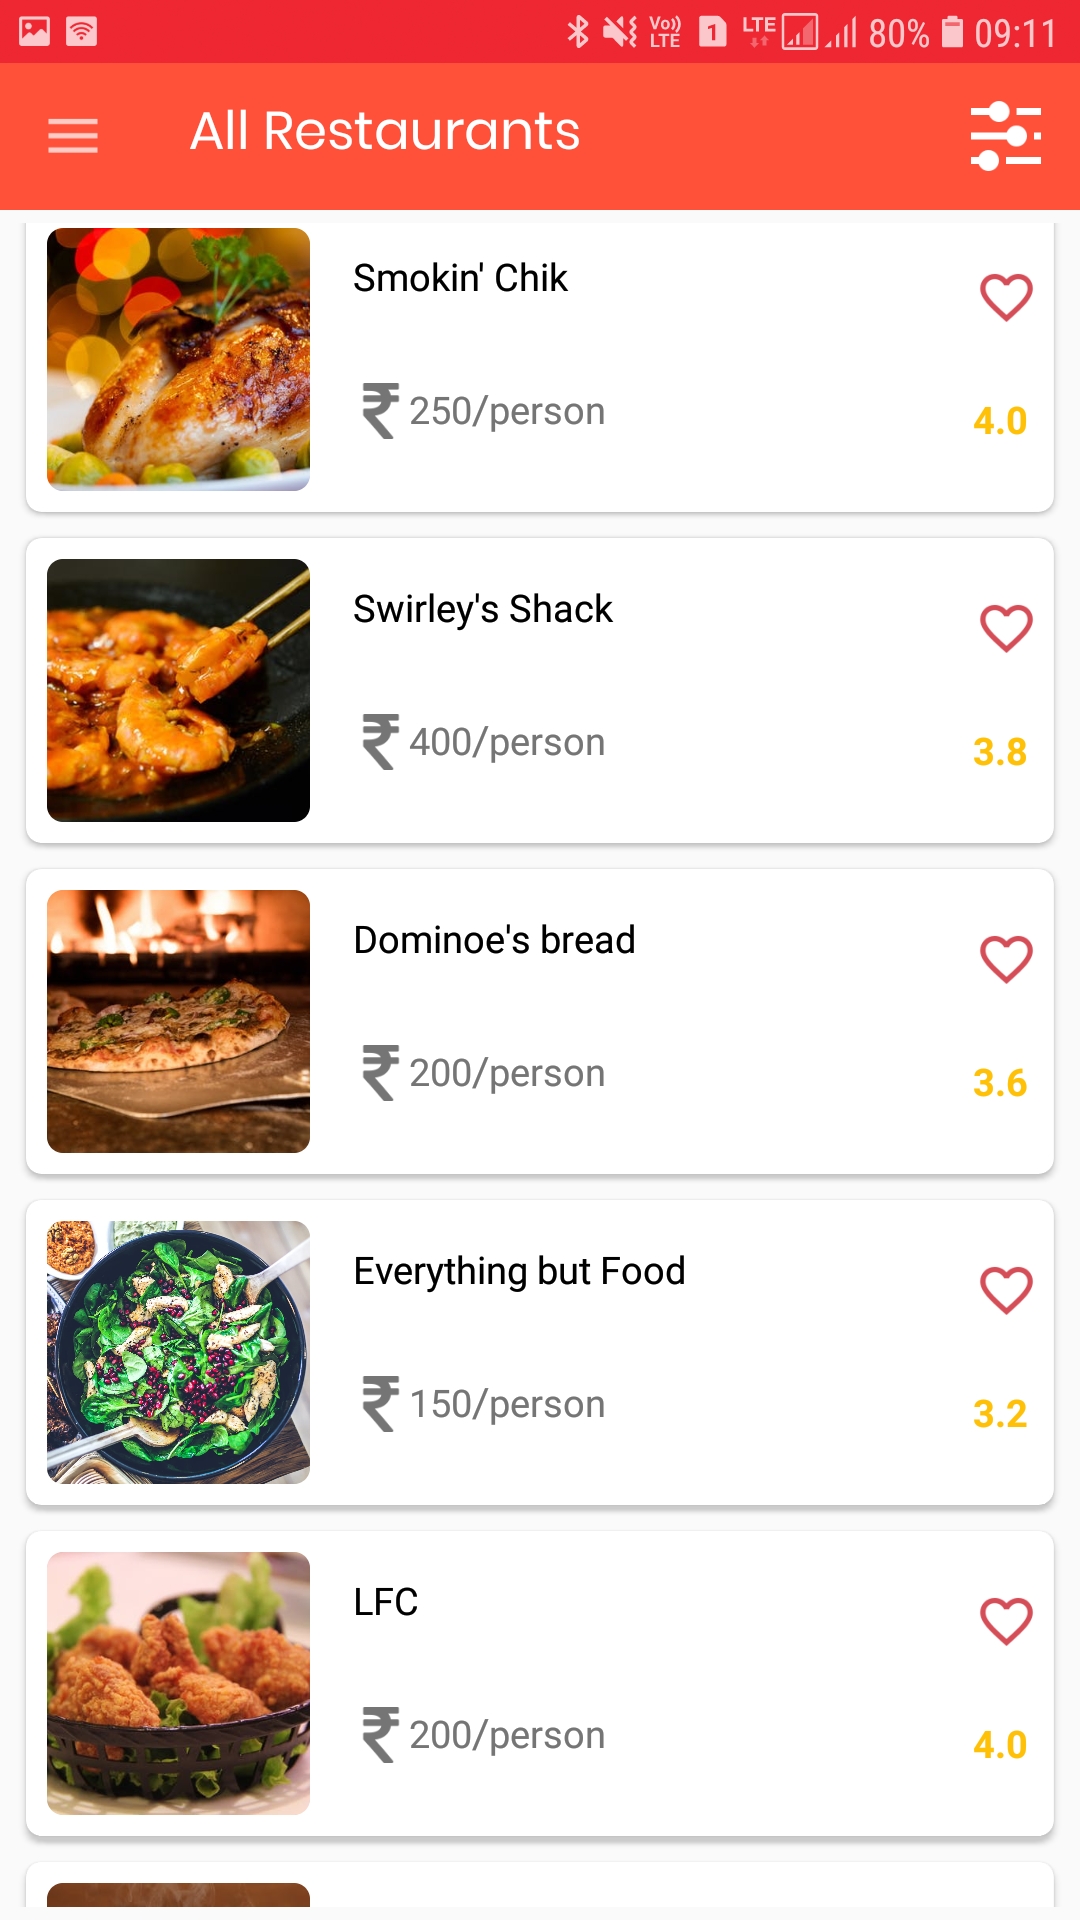 Vo)) LTE 1 LTE 80% 09:11
All Restaurants
Smokin' Chik
₹ 250/person
4.0
Swirley's Shack
₹ 400/person
3.8
Dominoe's bread
₹ 200/person
3.6
Everything but Food
₹ 150/person
3.2
LFC
₹ 200/person
4.0